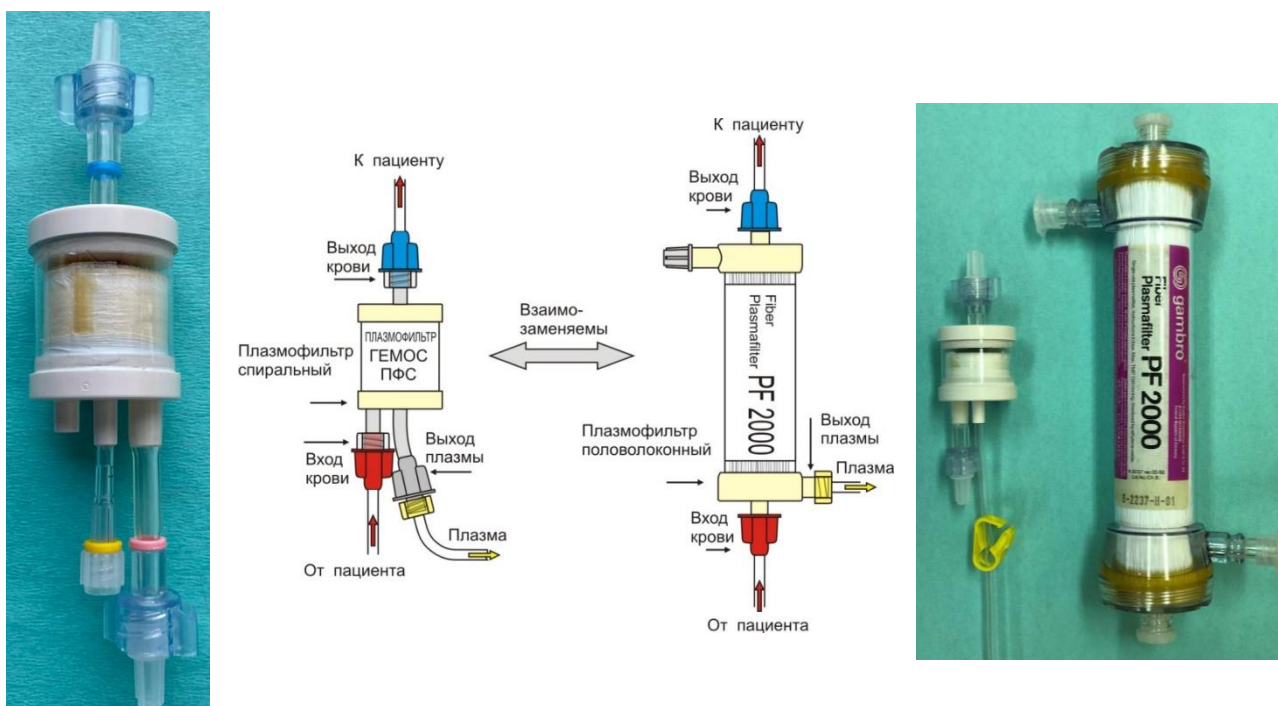 К пациенту
Выход
крови
ПЛАЗМОФИЛЬТР
ГЕМОС
ПФС
Плазмофильтр
спиральный
Вход
крови
Выход
плазмы
Плазма
От пациента
Взаимо-
заменяемы
К пациенту
Выход
крови
Fiber
Plasmafilter
PF 2000
Плазмофильтр
половолоконный
Выход
плазмы
Плазма
Вход
крови
От пациента
gambro
Fiber
Plasmafilter PF 2000